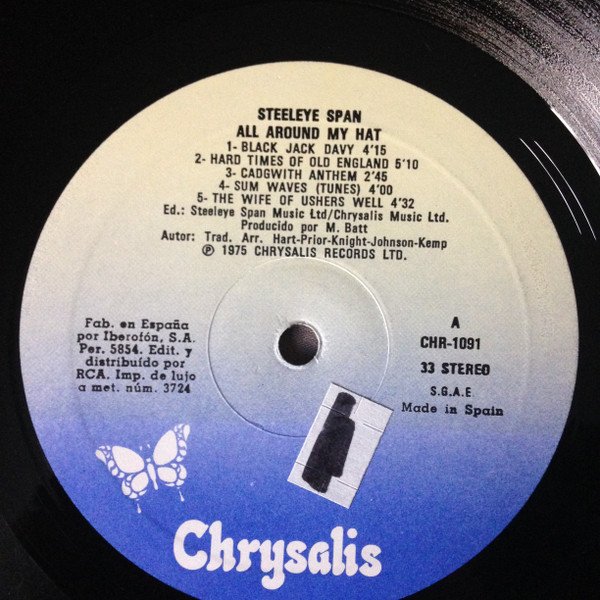 STEELEYE SPAN
ALL AROUND MY HAT
1- BLACK JACK DAVY 4'15
2- HARD TIMES OF OLD ENGLAND 5'10
3- CADGWITH ANTHEM 2'45
4- SUM WAVES (TUNES) 4'00
5- THE WIFE OF USHERS WELL 4'32
Ed.: Steeleye Span Music Ltd/Chrysalis Music Ltd.
Producido por M. Batt
Autor: Trad. Arr. Hart-Prior-Knight-Johnson-Kemp
℗ 1975 CHRYSALIS RECORDS LTD.
Fab. en España
por Iberofón, S.A.
Per. 5854. Edit. y
distribuído por
RCA. Imp. de lujo
a met. núm. 3724
A
CHR-1091
33 STEREO
S.G.A.E.
Made in Spain
Chrysalis